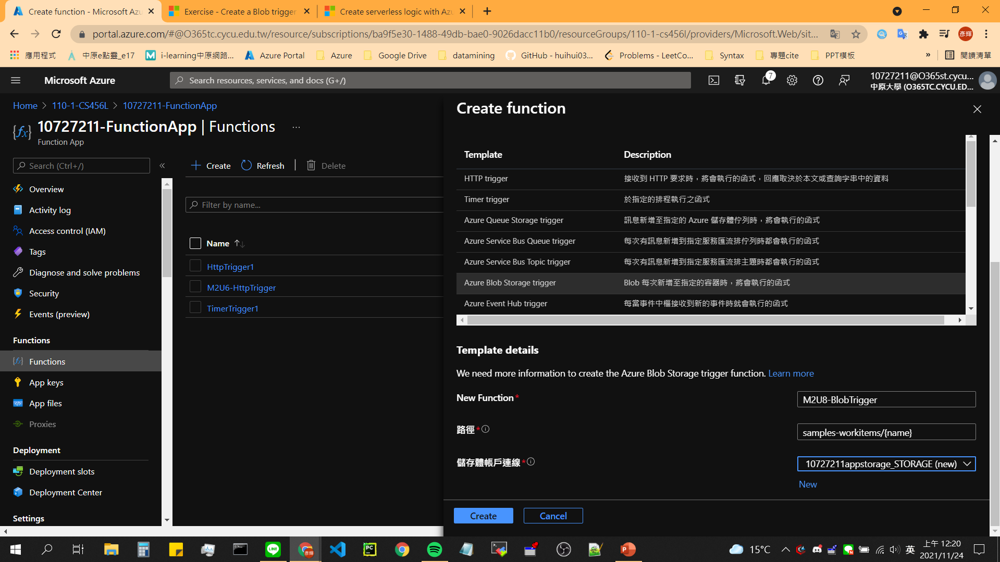 Create function - Microsoft Azu
Exercise - Create a Blob trigger
Create serverless logic with Azu
portal.azure.com/#@O365tc.cycu.edu.tw/resource/subscriptions/ba9f5e30-1488-49db-bae0-9026dacc11b0/resourceGroups/110-1-cs456l/providers/Microsoft.Web/sit...
彥輝
應用程式
中原e點靈_e17
i-learning中原網路...
Azure Portal
Azure
Google Drive
datamining
GitHub - huihui03...
Problems - LeetCo...
Syntax
專題cite
PPT模板
»
閱讀清單
Microsoft Azure
Search resources, services, and docs (G+/)
7
10727211@O365st.cycu...
中原大學 (O365TC.CYCU.ED...
Home > 110-1-CS456L > 10727211-FunctionApp
10727211-FunctionApp | Functions ...
Function App
Search (Ctrl+/)
«
Overview
Activity log
Access control (IAM)
Tags
Diagnose and solve problems
Security
Events (preview)
Functions
Functions
App keys
App files
Proxies
Deployment
Deployment slots
Deployment Center
Settings
Create
Refresh
Delete
Filter by name...
Name
HttpTrigger1
M2U6-HttpTrigger
TimerTrigger1
Create function
Template Description
HTTP trigger 接收到 HTTP 要求時，將會執行的函式，回應取決於本文或查詢字串中的資料
Timer trigger 於指定的排程執行之函式
Azure Queue Storage trigger 訊息新增至指定的 Azure 儲存體佇列時，將會執行的函式
Azure Service Bus Queue trigger 每次有訊息新增到指定服務匯流排佇列時都會執行的函式
Azure Service Bus Topic trigger 每次有訊息新增到指定服務匯流排主題時都會執行的函式
Azure Blob Storage trigger Blob 每次新增至指定的容器時，將會執行的函式
Azure Event Hub trigger 每當事件中樞接收到新的事件時就會執行的函式
Template details
We need more information to create the Azure Blob Storage trigger function. Learn more
New Function*
M2U8-BlobTrigger
路徑*
samples-workitems/{name}
儲存體帳戶連線*
10727211appstorage_STORAGE (new)
New
Create
Cancel
15°C
英
上午 12:20
2021/11/24